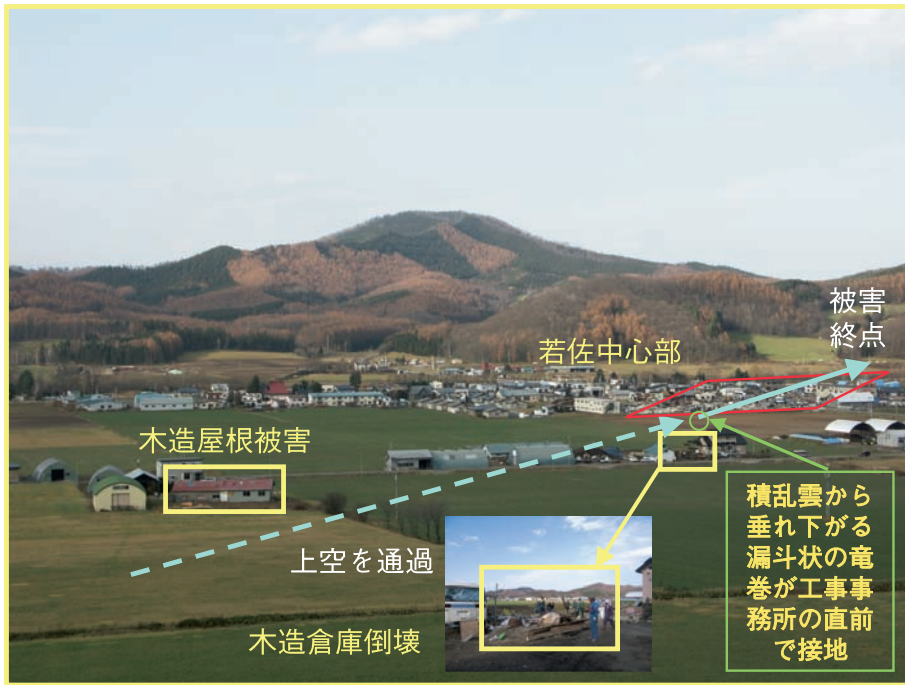 被害
終点
若佐中心部
木造屋根被害
上空を通過
積乱雲から
垂れ下がる
漏斗状の竜
巻が工事事
務所の直前
で接地
木造倉庫倒壊